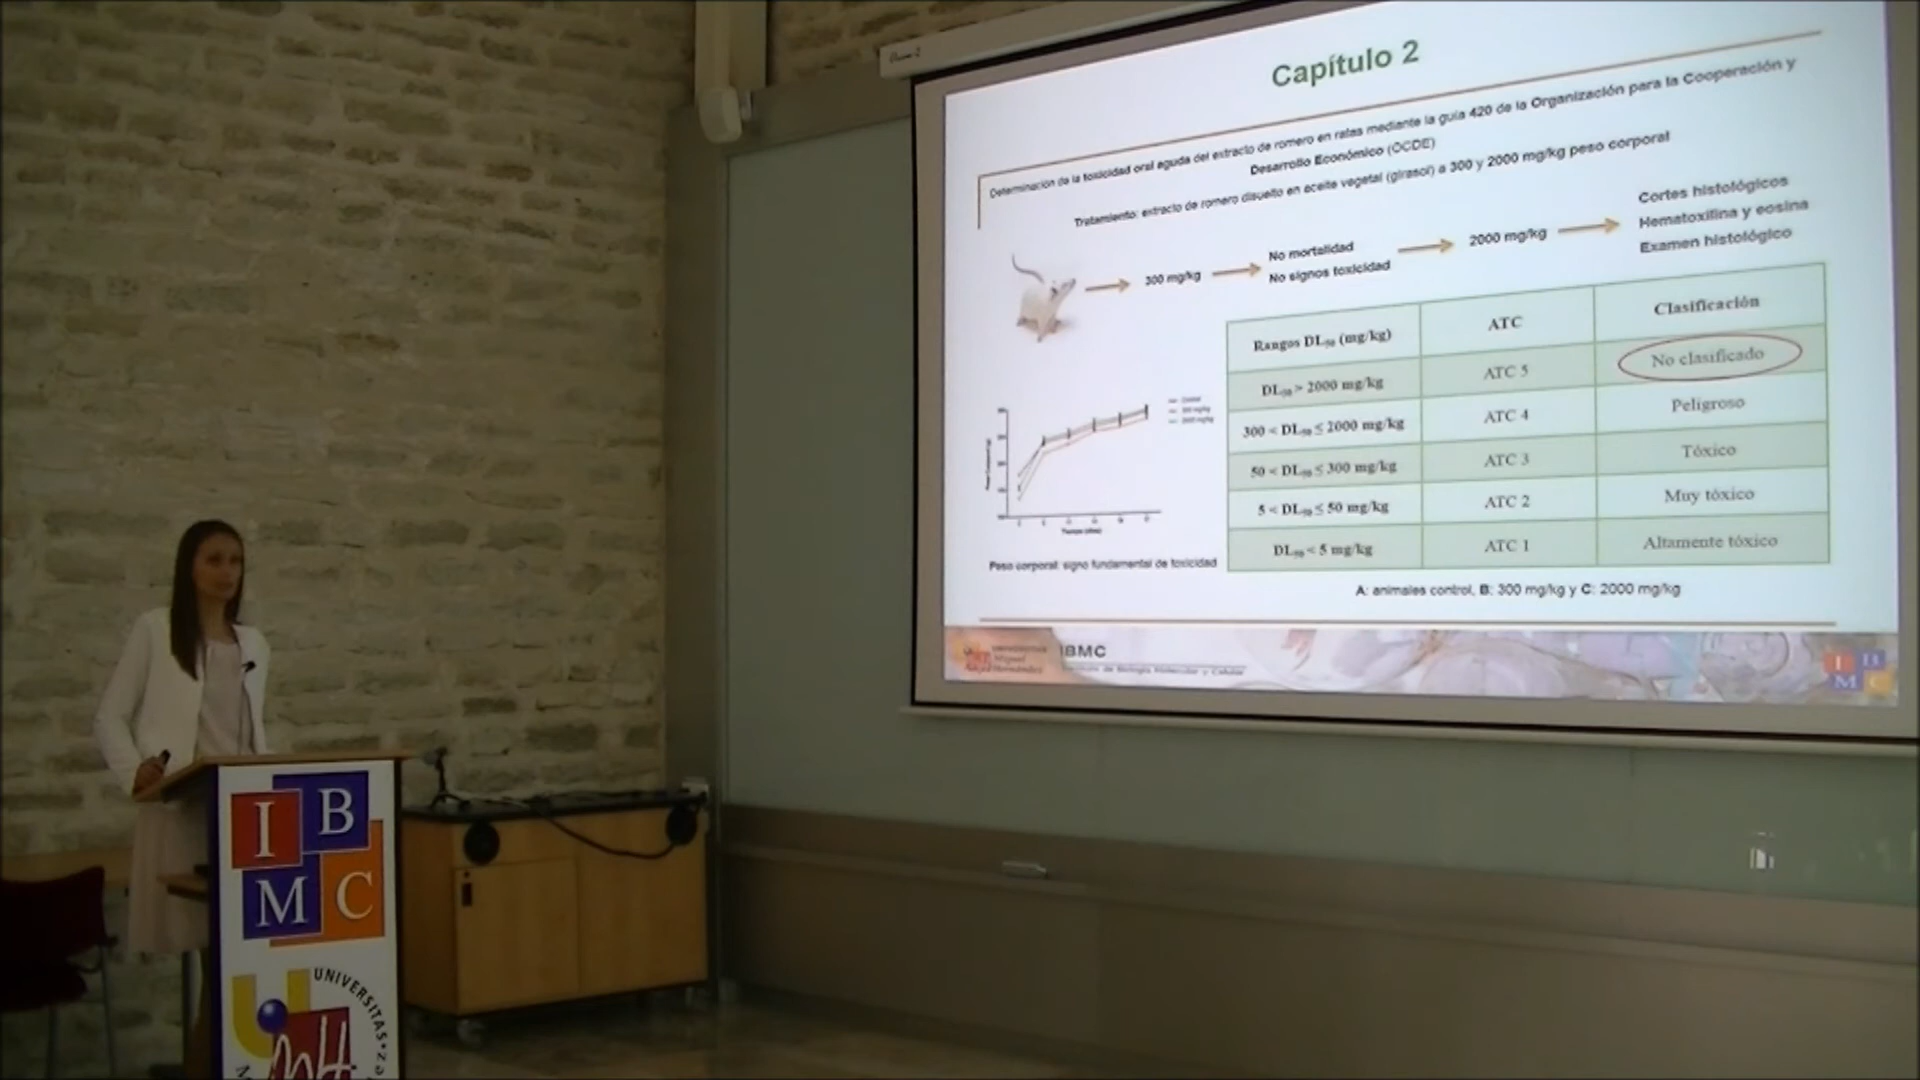 Capítulo 2
Determinación de la toxicidad oral aguda del extracto de romero en ratas mediante la guía 420 de la Organización para la Cooperación y
Desarrollo Económico (OCDE)
Tratamiento: extracto de romero disuelto en aceite vegetal (girasol) a 300 y 2000 mg/kg peso corporal
300 mg/kg
No mortalidad
No signos toxicidad
2000 mg/kg
Cortes histológicos
Hematoxilina y eosina
Examen histológico
Rangos DL₅₀ (mg/kg) ATC Clasificación
DL₅₀ > 2000 mg/kg ATC 5 No clasificado
300 < DL₅₀ ≤ 2000 mg/kg ATC 4 Peligroso
50 < DL₅₀ ≤ 300 mg/kg ATC 3 Tóxico
5 < DL₅₀ ≤ 50 mg/kg ATC 2 Muy tóxico
DL₅₀ < 5 mg/kg ATC 1 Altamente tóxico
Peso corporal: signo fundamental de toxicidad
A: animales control, B: 300 mg/kg y C: 2000 mg/kg
IBMC
Instituto de Biología Molecular y Celular
I B
M C
I B
M C
UNIVERSITAS